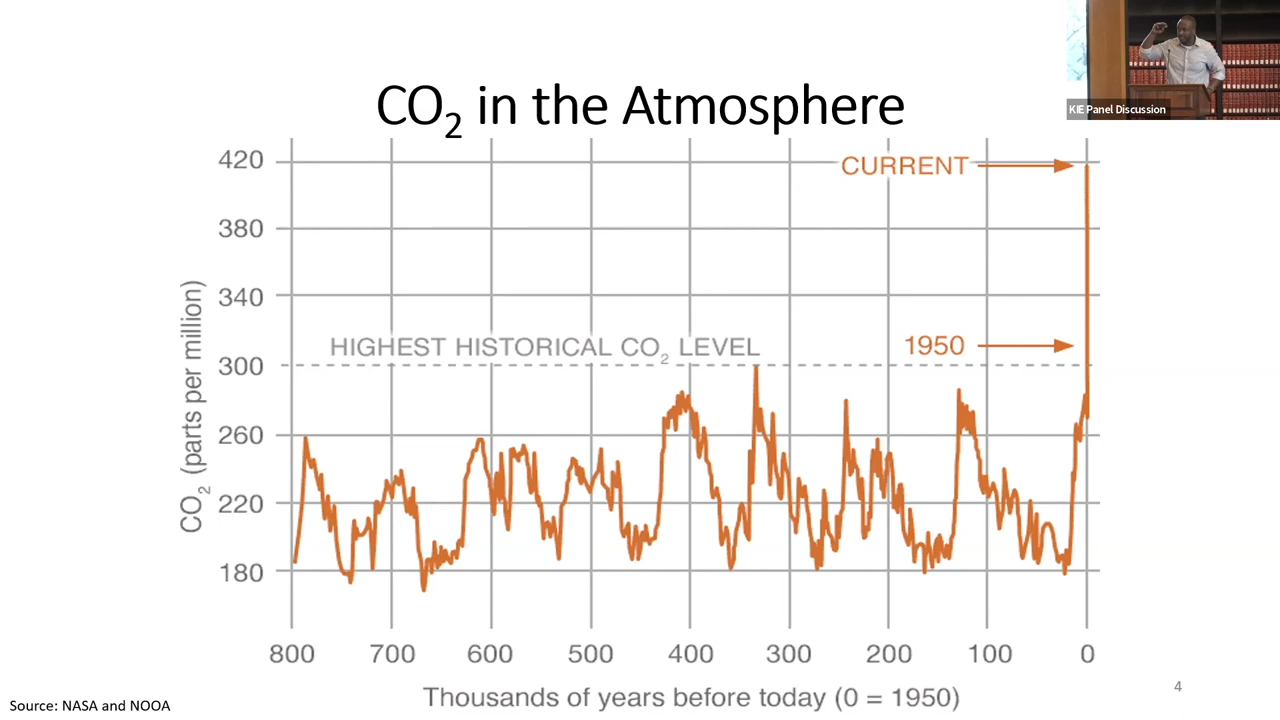 KIE Panel Discussion
CO₂ in the Atmosphere
420
380
340
300
260
220
180
CO₂ (parts per million)
CURRENT
HIGHEST HISTORICAL CO₂ LEVEL
1950
800 700 600 500 400 300 200 100 0
Thousands of years before today (0 = 1950)
4
Source: NASA and NOOA